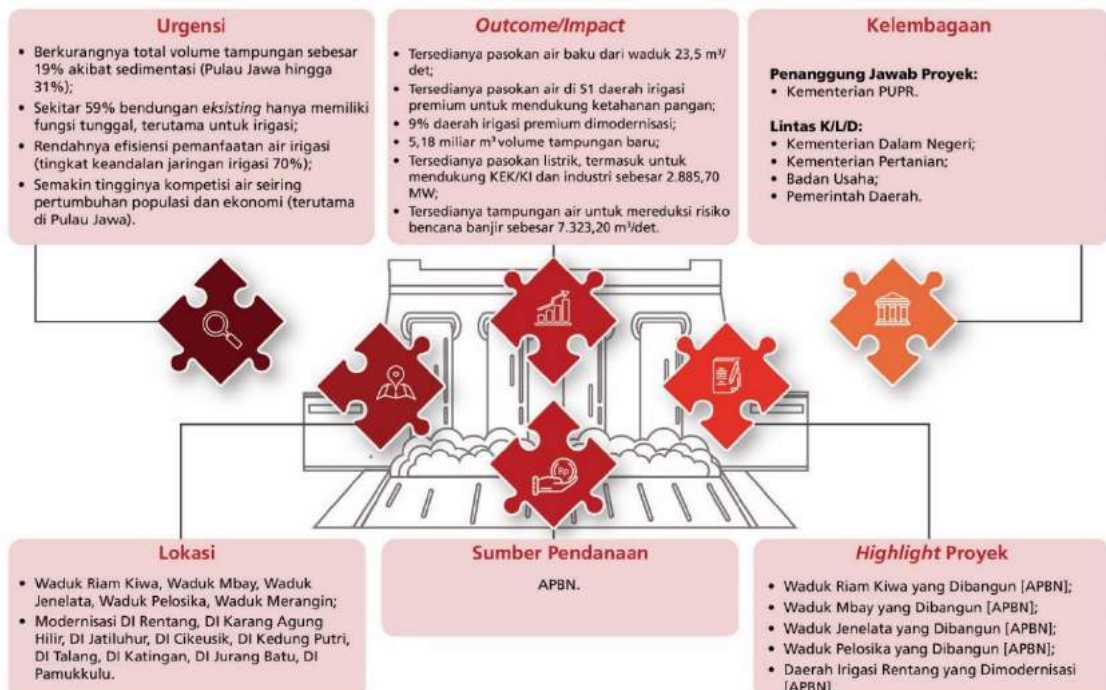 Urgensi
• Berkurangnya total volume tampungan sebesar
19% akibat sedimentasi (Pulau Jawa hingga
31%);
• Sekitar 59% bendungan eksisting hanya memiliki
fungsi tunggal, terutama untuk irigasi;
• Rendahnya efisiensi pemanfaatan air irigasi
(tingkat keandalan jaringan irigasi 70%);
• Semakin tingginya kompetisi air seiring
pertumbuhan populasi dan ekonomi (terutama
di Pulau Jawa).
Outcome/Impact
• Tersedianya pasokan air baku dari waduk 23,5 m³/
det;
• Tersedianya pasokan air di 51 daerah irigasi
premium untuk mendukung ketahanan pangan;
• 9% daerah irigasi premium dimodernisasi;
• 5,18 miliar m³ volume tampungan baru;
• Tersedianya pasokan listrik, termasuk untuk
mendukung KEK/KI dan industri sebesar 2.885,70
MW;
• Tersedianya tampungan air untuk mereduksi risiko
bencana banjir sebesar 7.323,20 m³/det.
Kelembagaan
Penanggung Jawab Proyek:
• Kementerian PUPR.
Lintas K/L/D:
• Kementerian Dalam Negeri;
• Kementerian Pertanian;
• Badan Usaha;
• Pemerintah Daerah.
Rp
Lokasi
• Waduk Riam Kiwa, Waduk Mbay, Waduk
Jenelata, Waduk Pelosika, Waduk Merangin;
• Modernisasi DI Rentang, DI Karang Agung
Hilir, DI Jatiluhur, DI Cikeusik, DI Kedung Putri,
DI Talang, DI Katingan, DI Jurang Batu, DI
Pamukkulu.
Sumber Pendanaan
APBN.
Highlight Proyek
• Waduk Riam Kiwa yang Dibangun [APBN];
• Waduk Mbay yang Dibangun [APBN];
• Waduk Jenelata yang Dibangun [APBN];
• Waduk Pelosika yang Dibangun [APBN];
• Daerah Irigasi Rentang yang Dimodernisasi
[APBN]